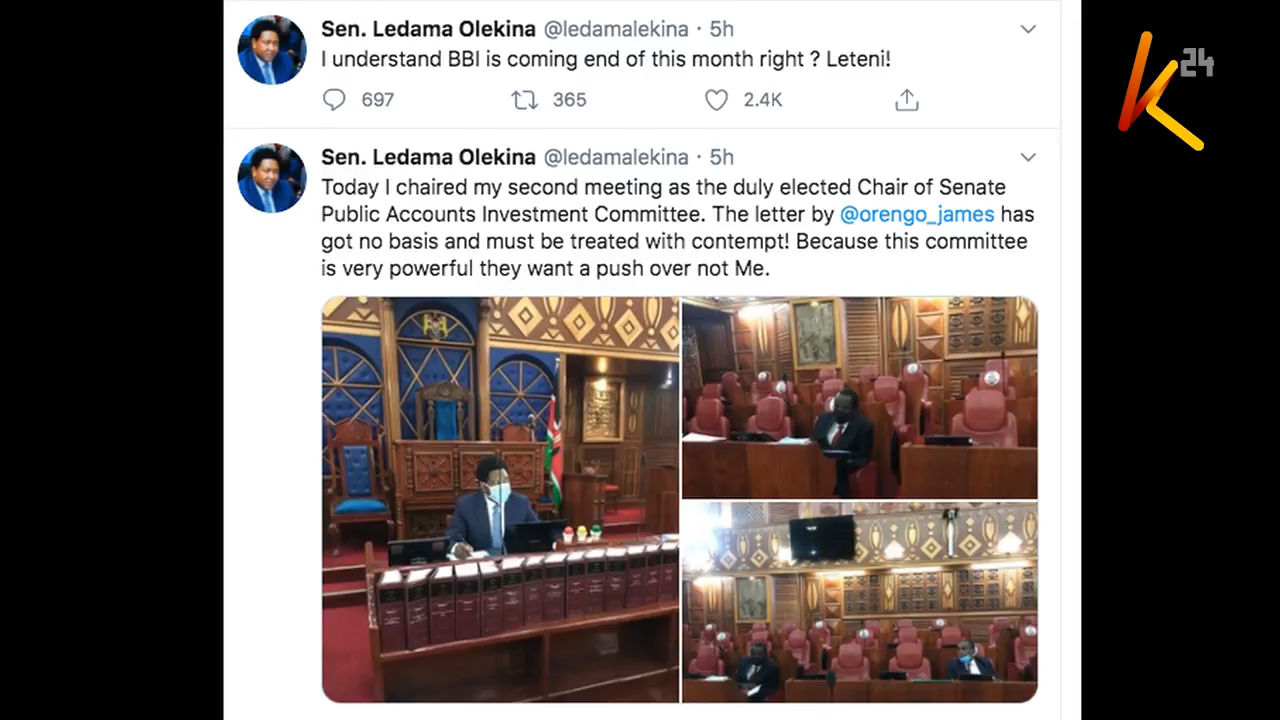 Sen. Ledama Olekina @ledamalekina · 5h
I understand BBI is coming end of this month right ? Leteni!
697 365 2.4K
Sen. Ledama Olekina @ledamalekina · 5h
Today I chaired my second meeting as the duly elected Chair of Senate
Public Accounts Investment Committee. The letter by @orengo_james has
got no basis and must be treated with contempt! Because this committee
is very powerful they want a push over not Me.
K24